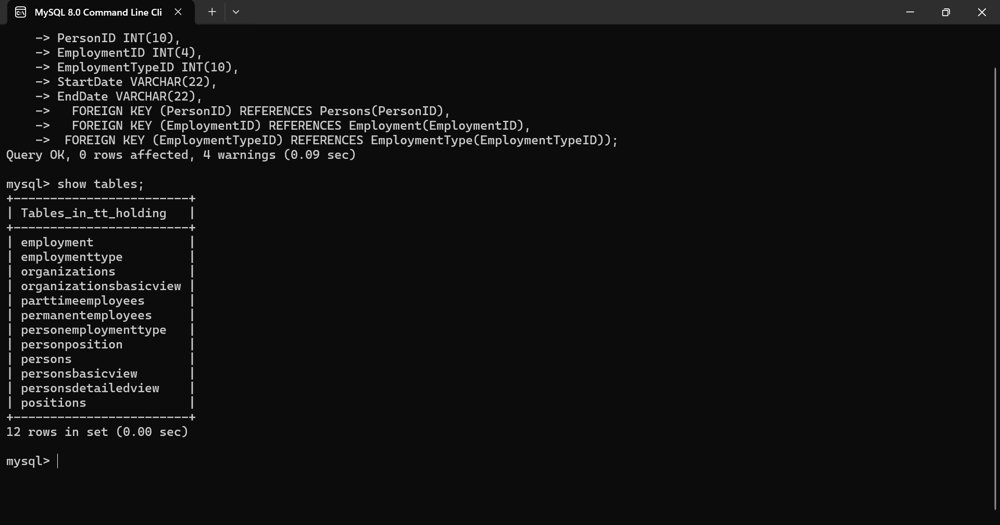 MySQL 8.0 Command Line Cli
-> PersonID INT(10),
-> EmploymentID INT(4),
-> EmploymentTypeID INT(10),
-> StartDate VARCHAR(22),
-> EndDate VARCHAR(22),
->   FOREIGN KEY (PersonID) REFERENCES Persons(PersonID),
->   FOREIGN KEY (EmploymentID) REFERENCES Employment(EmploymentID),
->  FOREIGN KEY (EmploymentTypeID) REFERENCES EmploymentType(EmploymentTypeID));
Query OK, 0 rows affected, 4 warnings (0.09 sec)
mysql> show tables;
+------------------------+
| Tables_in_tt_holding   |
+------------------------+
| employment             |
| employmenttype         |
| organizations          |
| organizationsbasicview |
| parttimeemployees      |
| permanentemployees     |
| personemploymenttype   |
| personposition         |
| persons                |
| personsbasicview       |
| personsdetailedview    |
| positions              |
+------------------------+
12 rows in set (0.00 sec)
mysql>